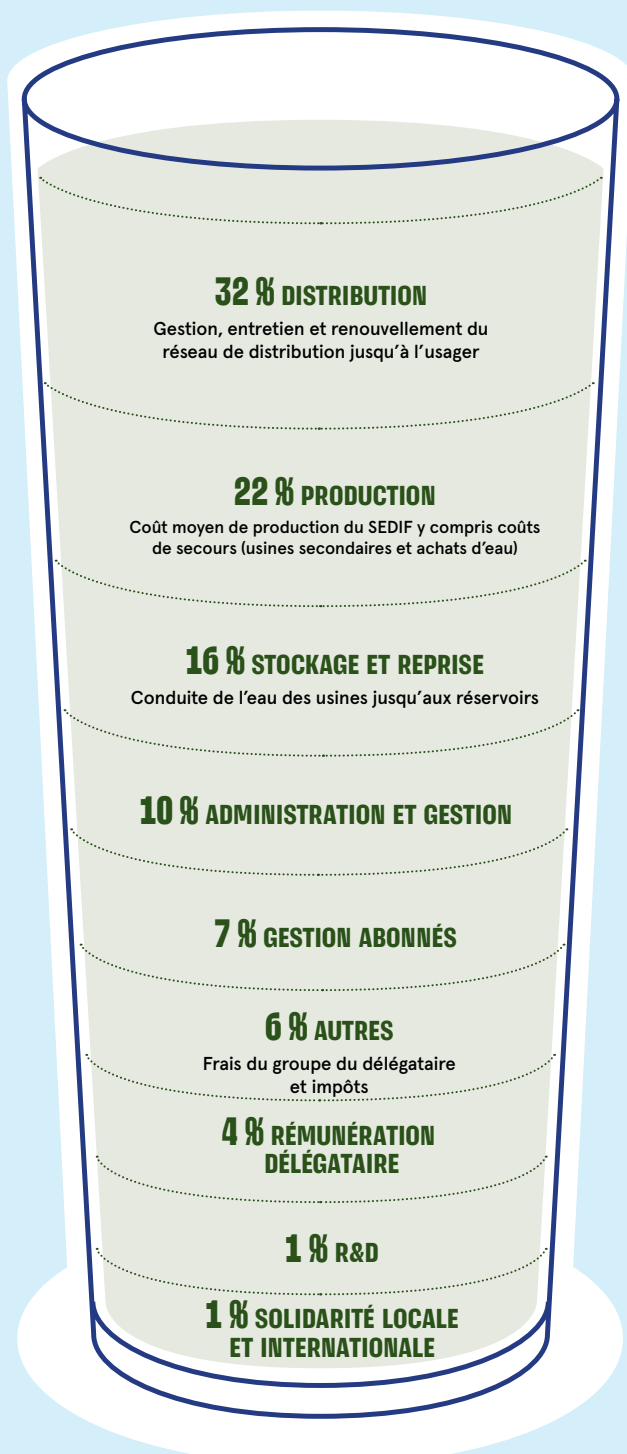 32 % DISTRIBUTION
Gestion, entretien et renouvellement du
réseau de distribution jusqu’à l’usager
22 % PRODUCTION
Coût moyen de production du SEDIF y compris coûts
de secours (usines secondaires et achats d’eau)
16 % STOCKAGE ET REPRISE
Conduite de l’eau des usines jusqu’aux réservoirs
10 % ADMINISTRATION ET GESTION
7 % GESTION ABONNÉS
6 % AUTRES
Frais du groupe du délégataire
et impôts
4 % RÉMUNÉRATION
DÉLÉGATAIRE
1 % R&D
1 % SOLIDARITÉ LOCALE
ET INTERNATIONALE